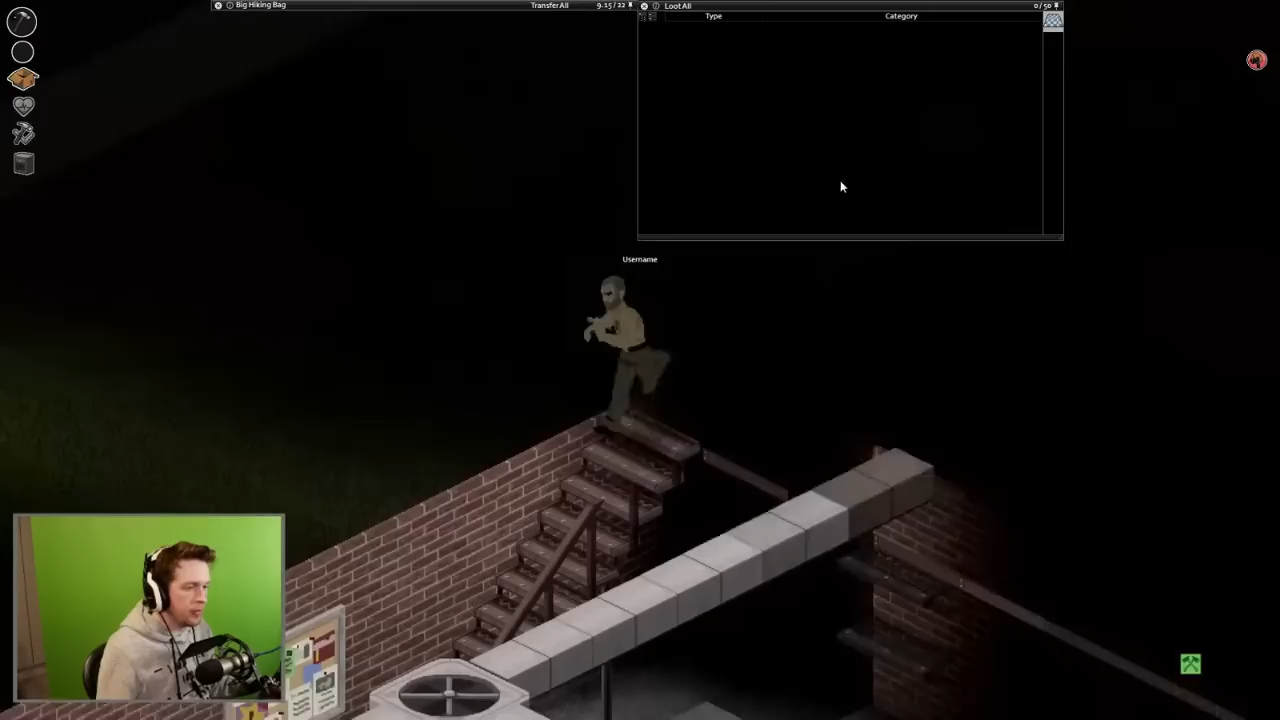 Big Hiking Bag
Transfer All
9.15 / 22
Loot All
0 / 50
Type
Category
Username